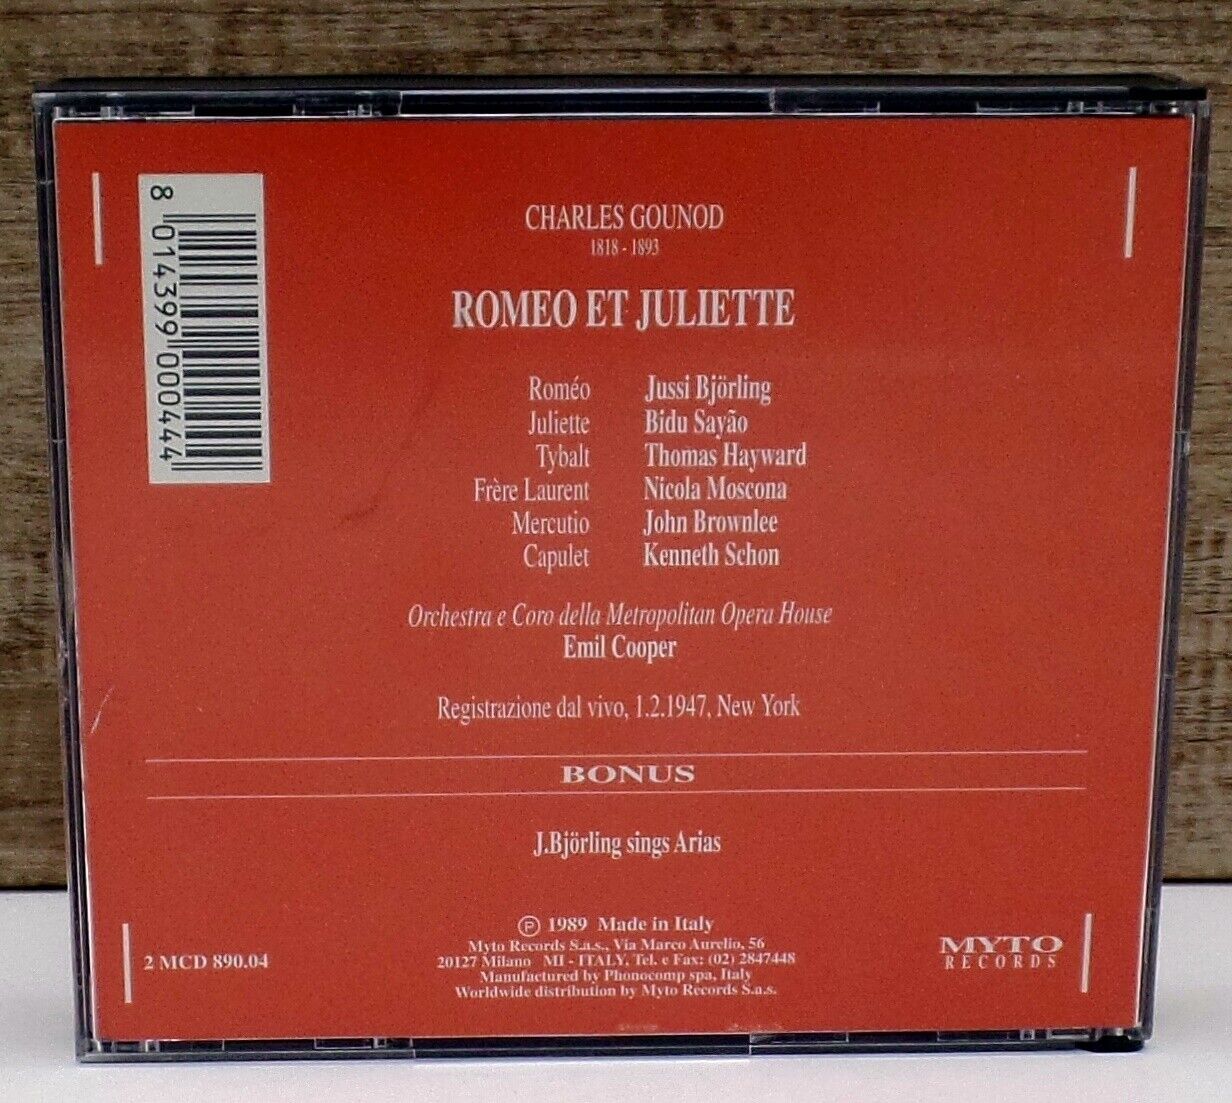 8 014399 000444
CHARLES GOUNOD
1818 - 1893
ROMEO ET JULIETTE
Roméo Jussi Björling
Juliette Bidu Sayão
Tybalt Thomas Hayward
Frère Laurent Nicola Moscona
Mercutio John Brownlee
Capulet Kenneth Schon
Orchestra e Coro della Metropolitan Opera House
Emil Cooper
Registrazione dal vivo, 1.2.1947, New York
BONUS
J.Björling sings Arias
℗ 1989 Made in Italy
Myto Records S.a.s., Via Marco Aurelio, 56
20127 Milano MI - ITALY, Tel. e Fax: (02) 2847448
Manufactured by Phonocomp spa, Italy
Worldwide distribution by Myto Records S.a.s.
2 MCD 890.04
MYTO
RECORDS